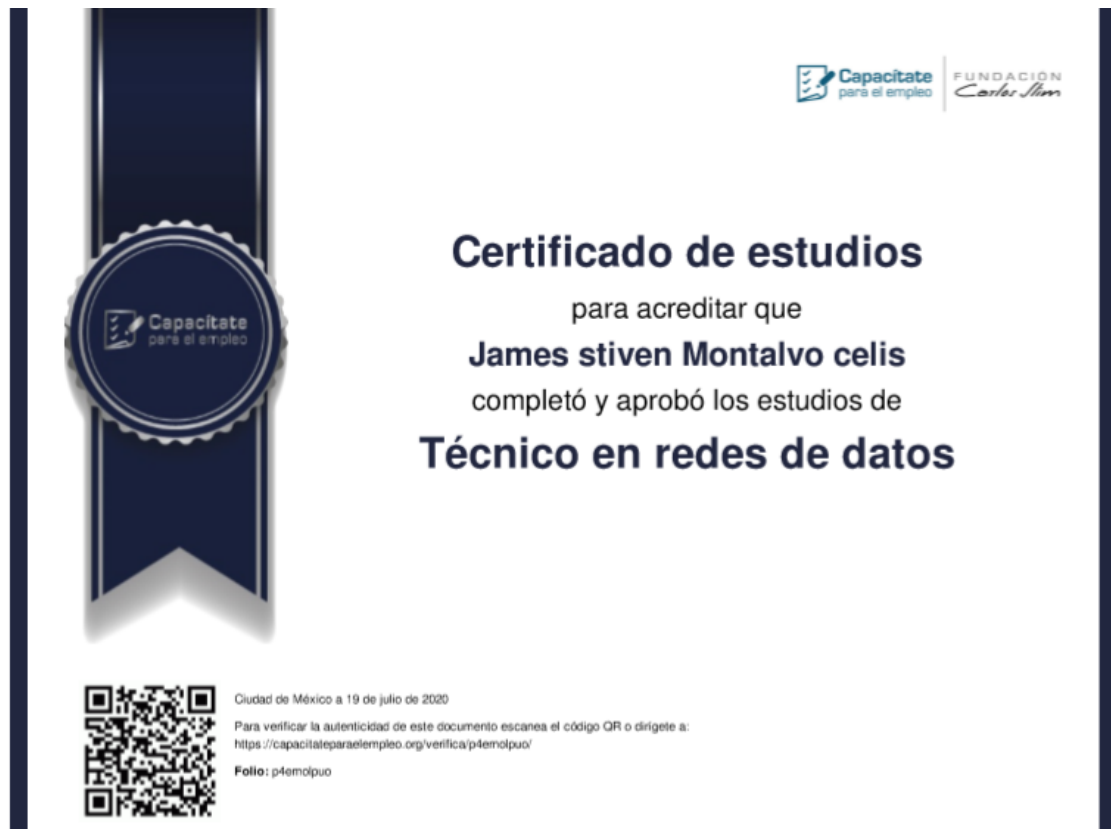 Capacítate
para el empleo
FUNDACIÓN
Carlos Slim
Certificado de estudios
para acreditar que
James stiven Montalvo celis
completó y aprobó los estudios de
Técnico en redes de datos
Capacítate
para el empleo
Ciudad de México a 19 de julio de 2020
Para verificar la autenticidad de este documento escanea el código QR o dirígete a:
https://capacitateparaelempleo.org/verifica/p4emolpuo/
Folio: p4emolpuo